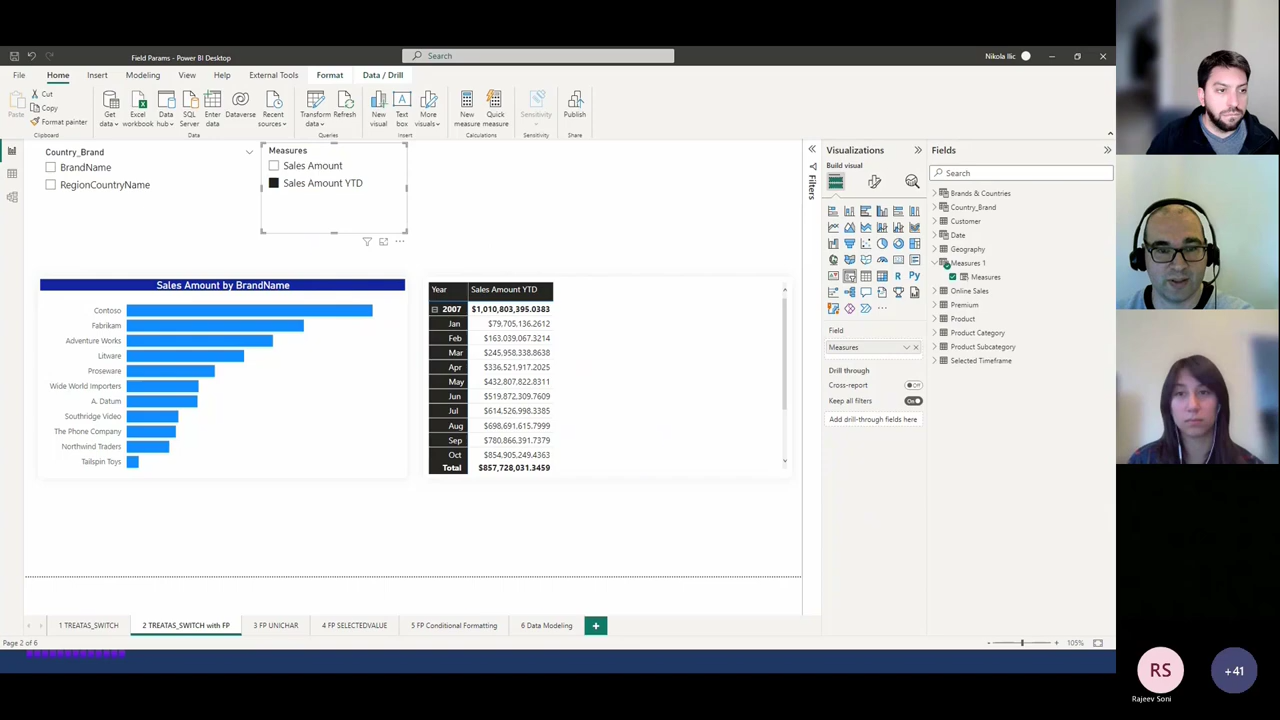 Field Params - Power BI Desktop
Search
Nikola Ilic
File Home Insert Modeling View Help External Tools Format Data / Drill
Paste
Cut
Copy
Format painter
Get data
Excel workbook
Data hub
SQL Server
Enter data
Dataverse
Recent sources
Transform data
Refresh
New visual
Text box
More visuals
New measure
Quick measure
Sensitivity
Publish
Clipboard
Data
Queries
Insert
Calculations
Sensitivity
Share
Country_Brand
BrandName
RegionCountryName
Measures
Sales Amount
Sales Amount YTD
Sales Amount by BrandName
Contoso
Fabrikam
Adventure Works
Litware
Proseware
Wide World Importers
A. Datum
Southridge Video
The Phone Company
Northwind Traders
Tailspin Toys
Year Sales Amount YTD
2007 $1,010,803,395.0383
Jan $79,705,136.2612
Feb $163,039,067.3214
Mar $245,958,338.8638
Apr $336,521,917.2025
May $432,807,822.8311
Jun $519,872,309.7609
Jul $614,526,998.3385
Aug $698,691,615.7999
Sep $780,866,391.7379
Oct $854,905,249.4363
Total $857,728,031.3459
Filters
Visualizations
Build visual
Field
Measures
Drill through
Cross-report
Off
Keep all filters
On
Add drill-through fields here
Fields
Search
Brands & Countries
Country_Brand
Customer
Date
Geography
Measures 1
Measures
Online Sales
Premium
Product
Product Category
Product Subcategory
Selected Timeframe
1 TREATAS_SWITCH
2 TREATAS_SWITCH with FP
3 FP UNICHAR
4 FP SELECTEDVALUE
5 FP Conditional Formatting
6 Data Modeling
Page 2 of 6
105%
RS
Rajeev Soni
+41